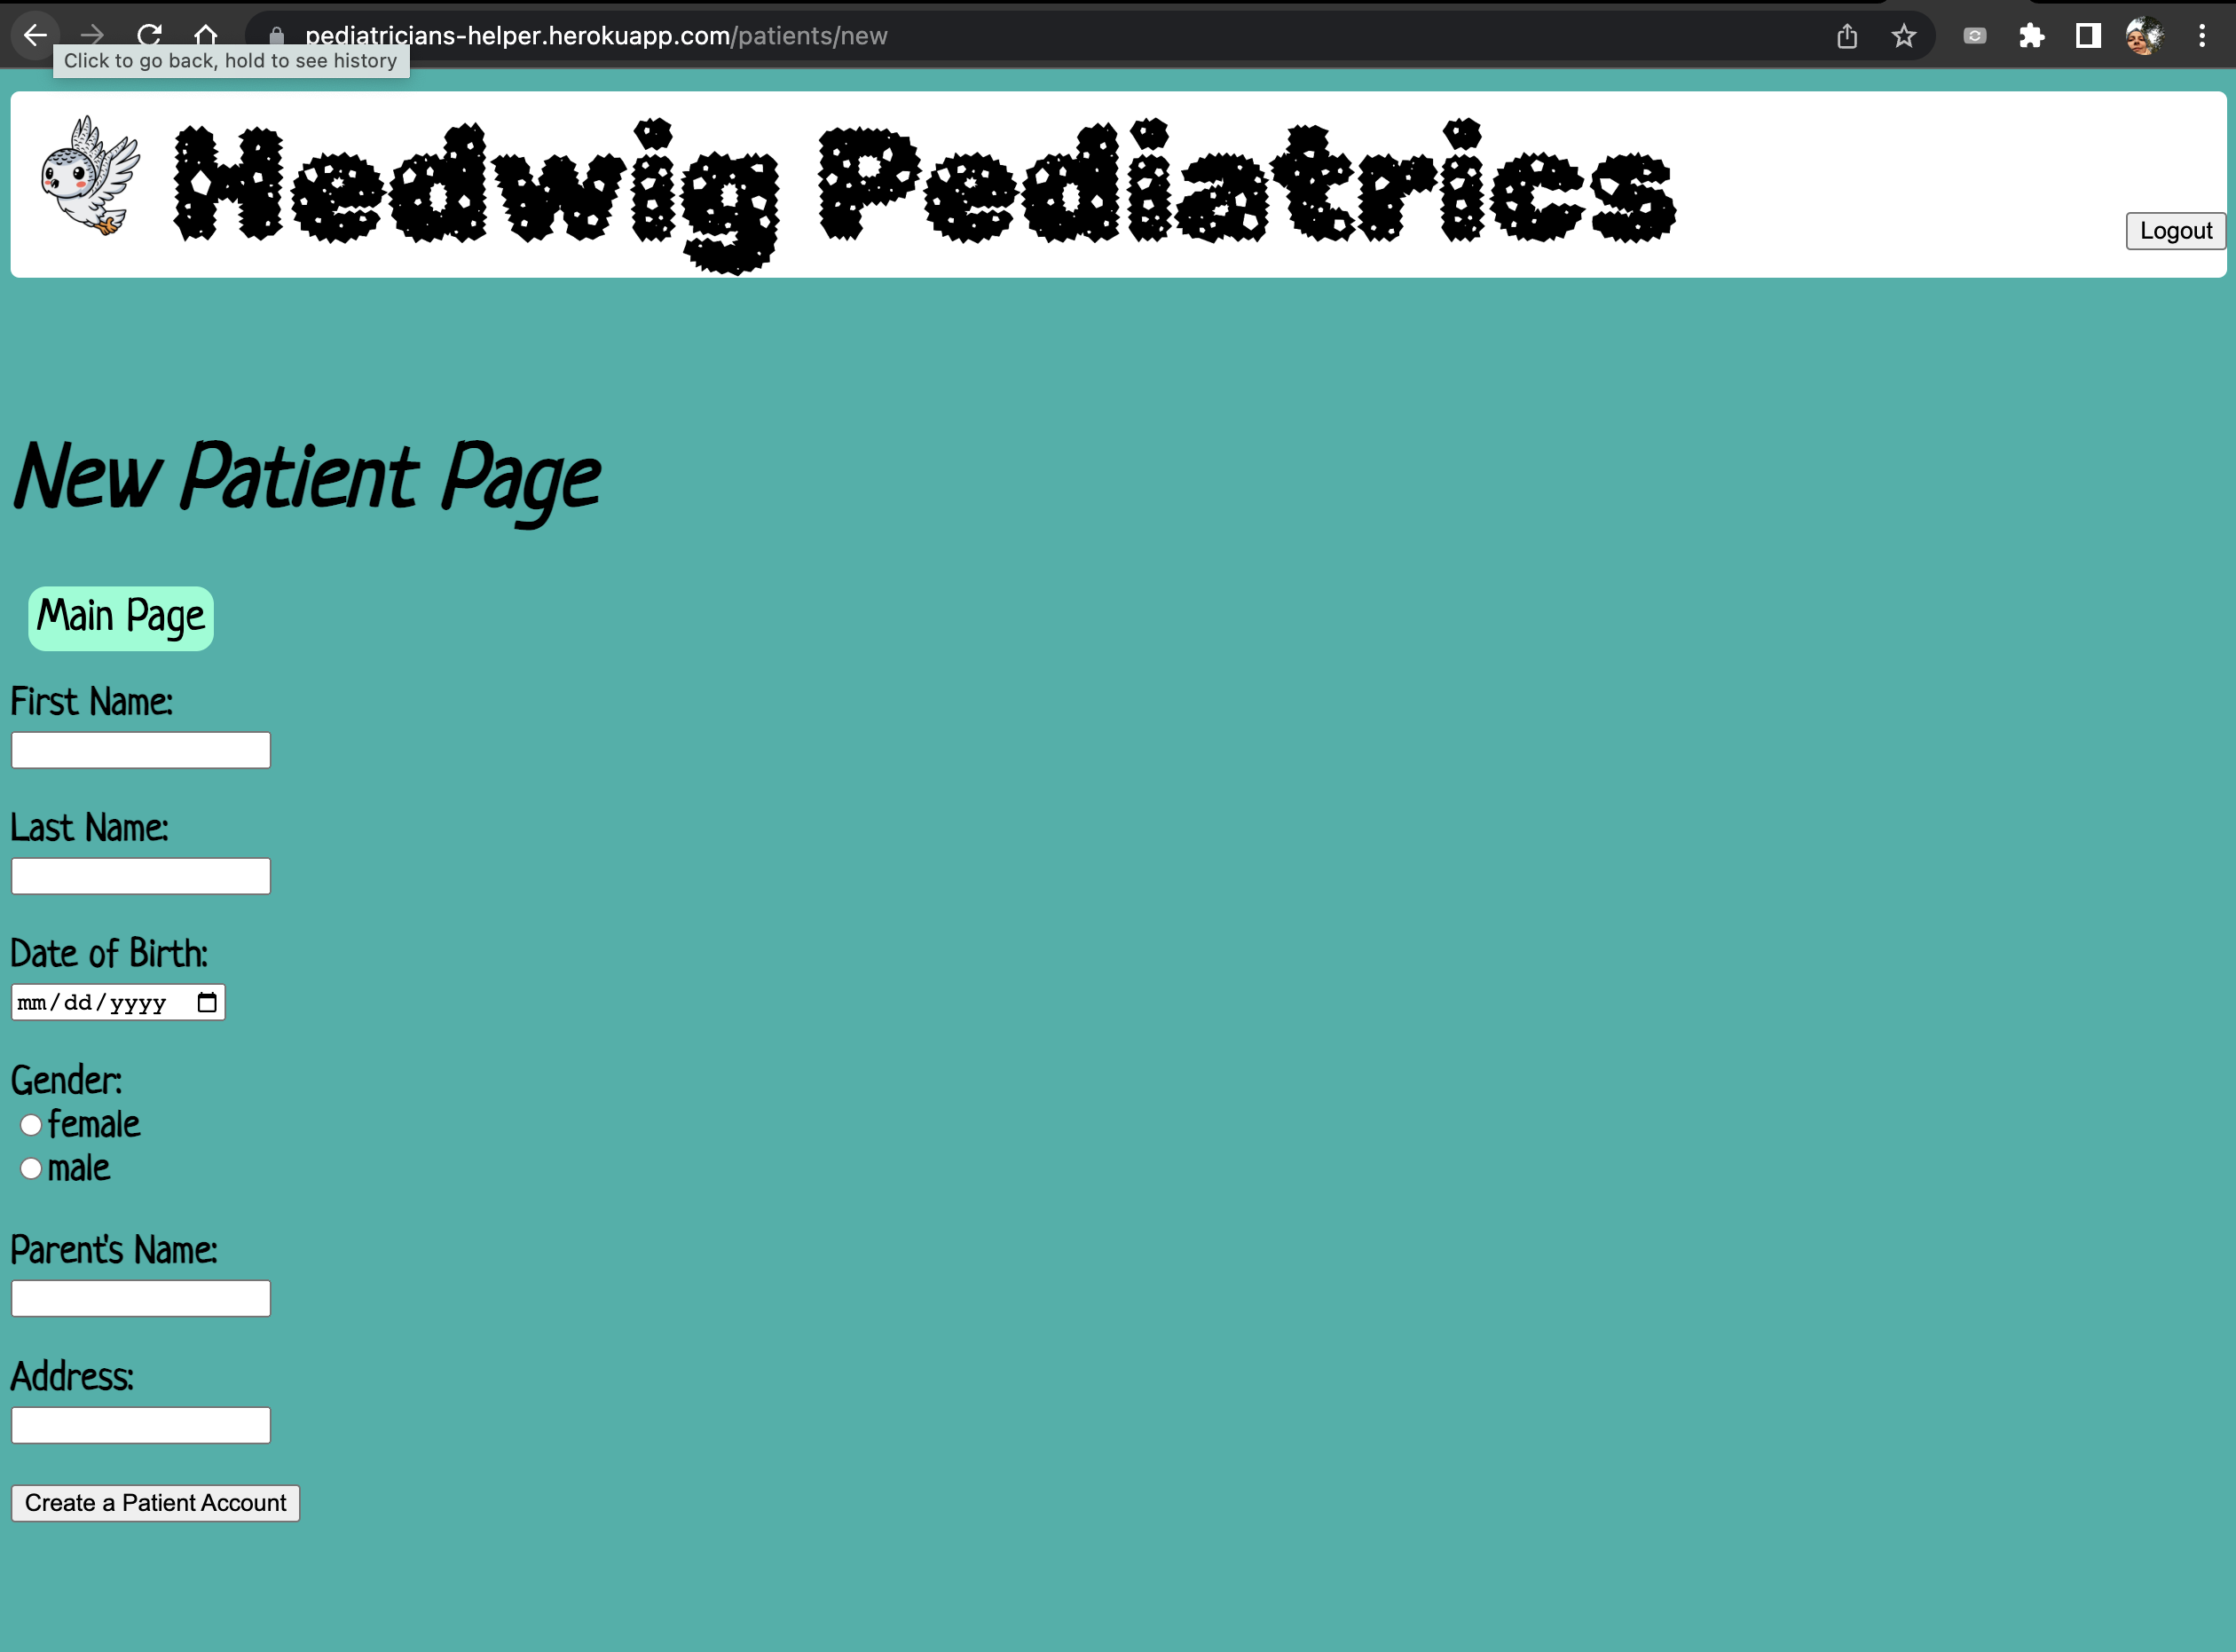 pediatricians-helper.herokuapp.com/patients/new
Click to go back, hold to see history
Hedwig Pediatrics
Logout
New Patient Page
Main Page
First Name:
Last Name:
Date of Birth:
mm/dd/yyyy
Gender:
female
male
Parent's Name:
Address:
Create a Patient Account